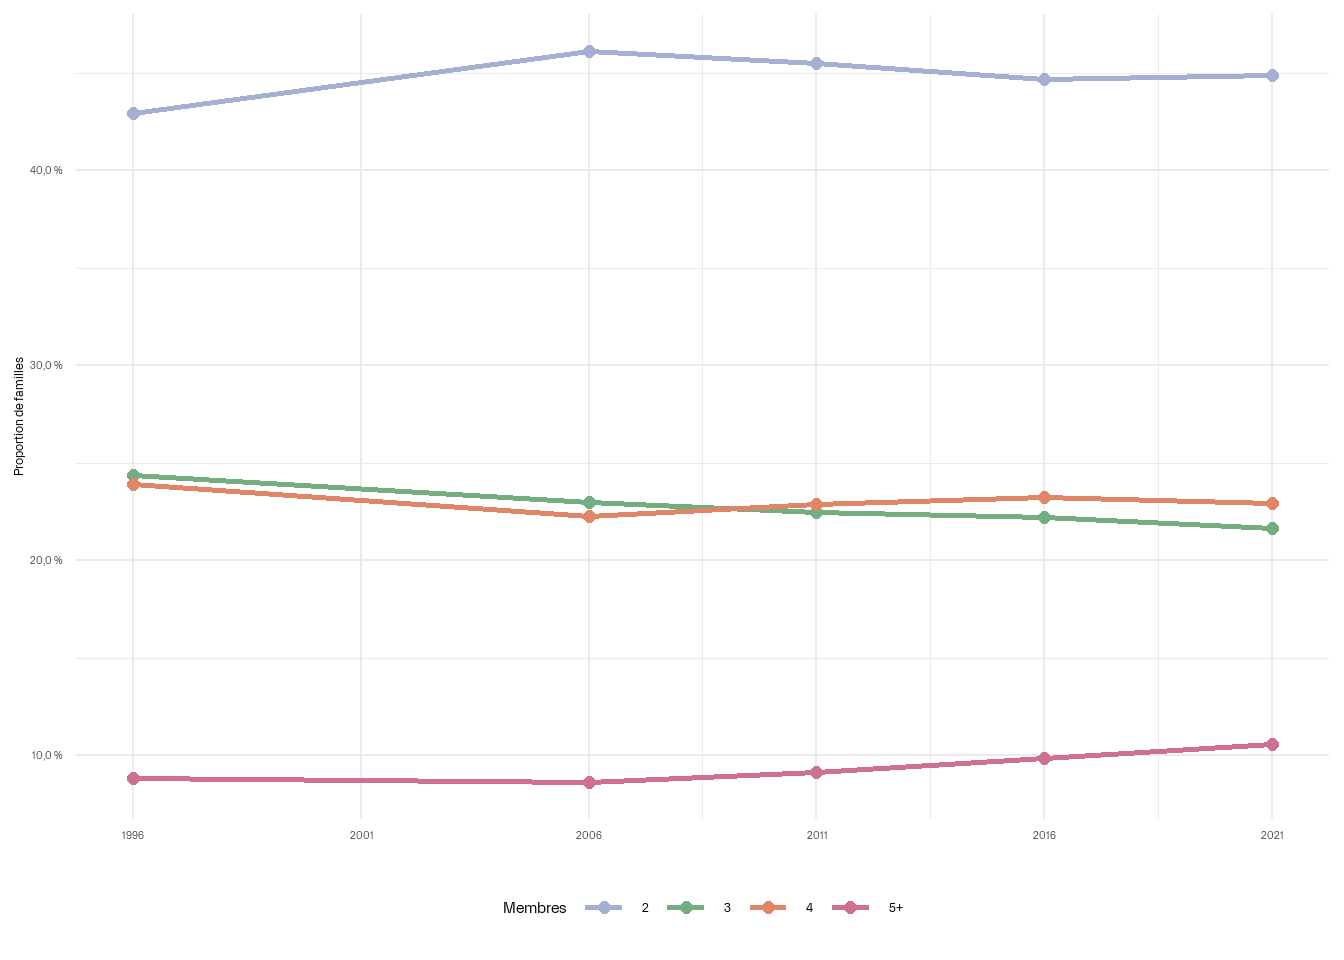 Proportion de familles
40,0 %
30,0 %
20,0 %
10,0 %
1996 2001 2006 2011 2016 2021
Membres 2 3 4 5+